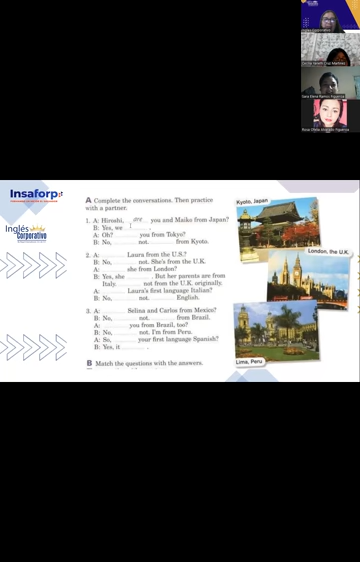 Insaforp
Inglés
Corporativo
A Complete the conversations. Then practice
with a partner.
1. A: Hiroshi, are you and Maiko from Japan?
B: Yes, we ........ .
A: Oh? ........ you from Tokyo?
B: No, ........ not. ........ from Kyoto.
2. A: ........ Laura from the U.S.?
B: No, ........ not. She's from the U.K.
A: ........ she from London?
B: Yes, she ........ . But her parents are from
Italy. ........ not from the U.K. originally.
A: ........ Laura's first language Italian?
B: No, ........ not. ........ English.
3. A: ........ Selina and Carlos from Mexico?
B: No, ........ not. ........ from Brazil.
A: ........ you from Brazil, too?
B: No, ........ not. I'm from Peru.
A: So, ........ your first language Spanish?
B: Yes, it ........ .
B Match the questions with the answers.
Kyoto, Japan
London, the U.K.
Lima, Peru